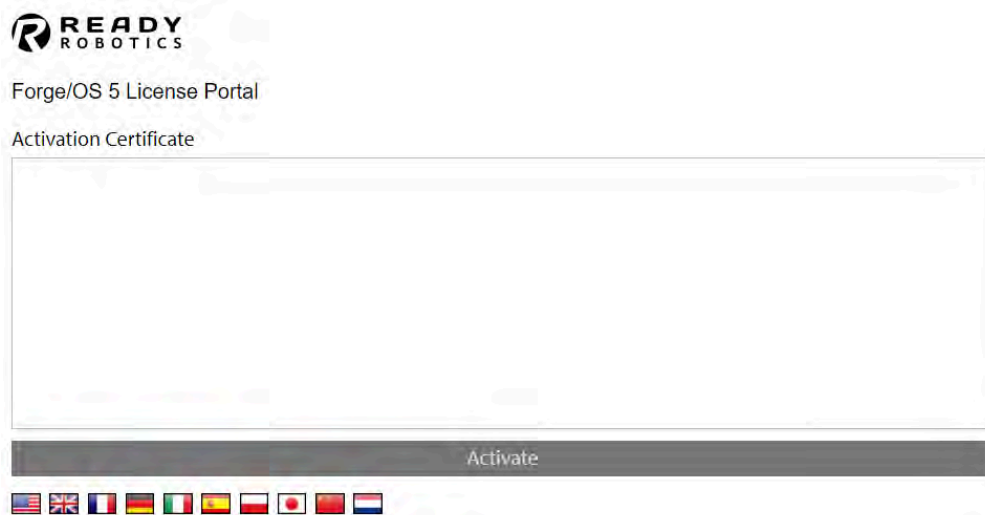 READY
ROBOTICS
Forge/OS 5 License Portal
Activation Certificate
Activate